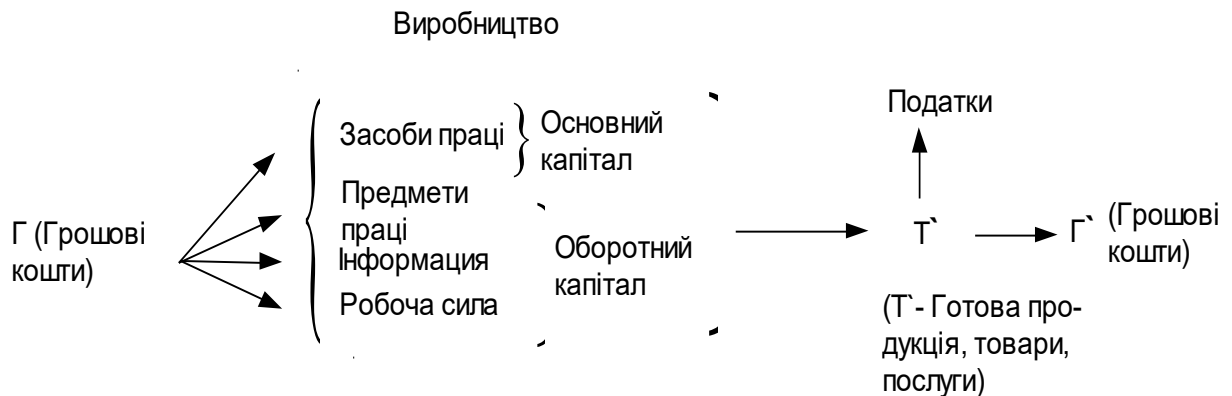 Виробництво
Засоби праці
Основний
капітал
Предмети
праці
Інформация
Робоча сила
Оборотний
капітал
Г (Грошові
кошти)
Податки
Т`
Г` (Грошові
кошти)
(Т`- Готова про-
дукція, товари,
послуги)